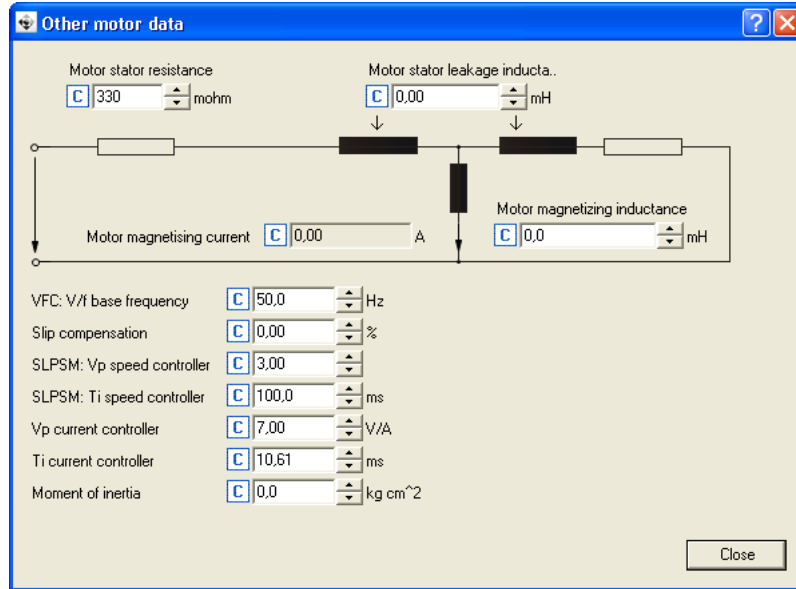 Other motor data
Motor stator resistance
C 330 mohm
Motor stator leakage inducta..
C 0,00 mH
Motor magnetising current C 0,00 A
Motor magnetizing inductance
C 0,0 mH
VFC: V/f base frequency C 50,0 Hz
Slip compensation C 0,00 %
SLPSM: Vp speed controller C 3,00
SLPSM: Ti speed controller C 100,0 ms
Vp current controller C 7,00 V/A
Ti current controller C 10,61 ms
Moment of inertia C 0,0 kg cm^2
Close